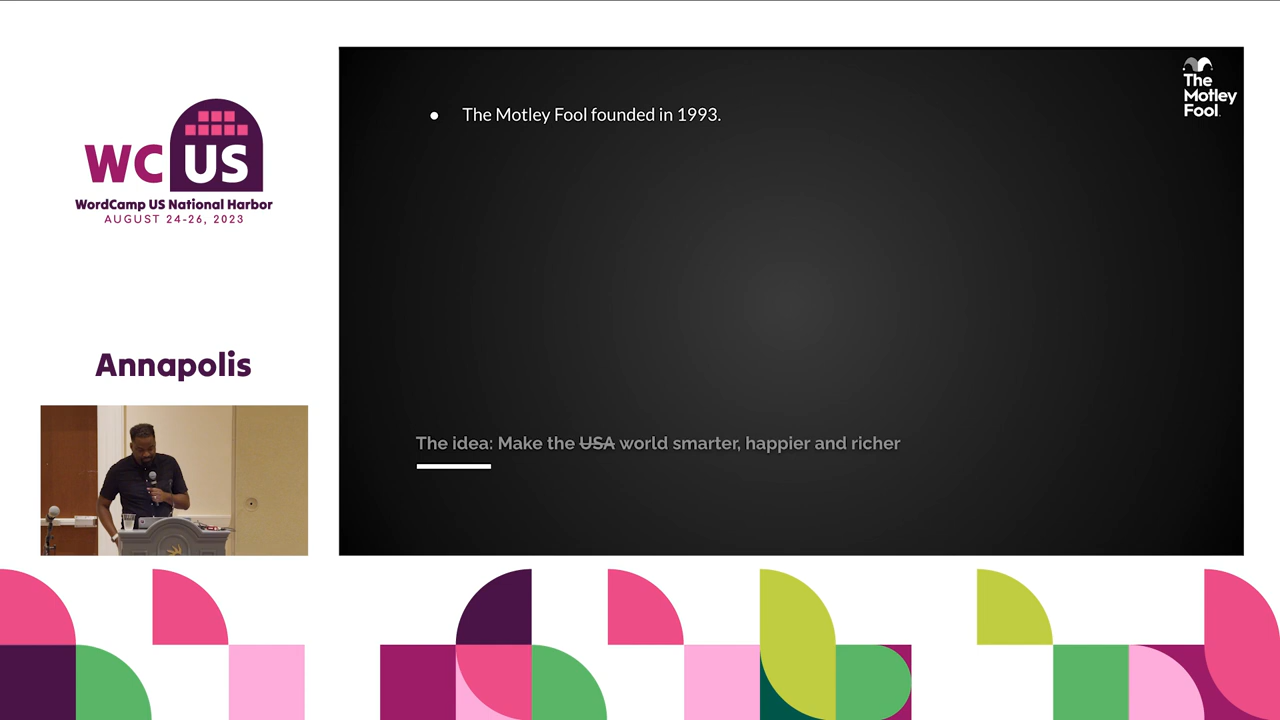 WC US
WordCamp US National Harbor
AUGUST 24-26, 2023
Annapolis
● The Motley Fool founded in 1993.
The idea: Make the USA world smarter, happier and richer
The
Motley
Fool.